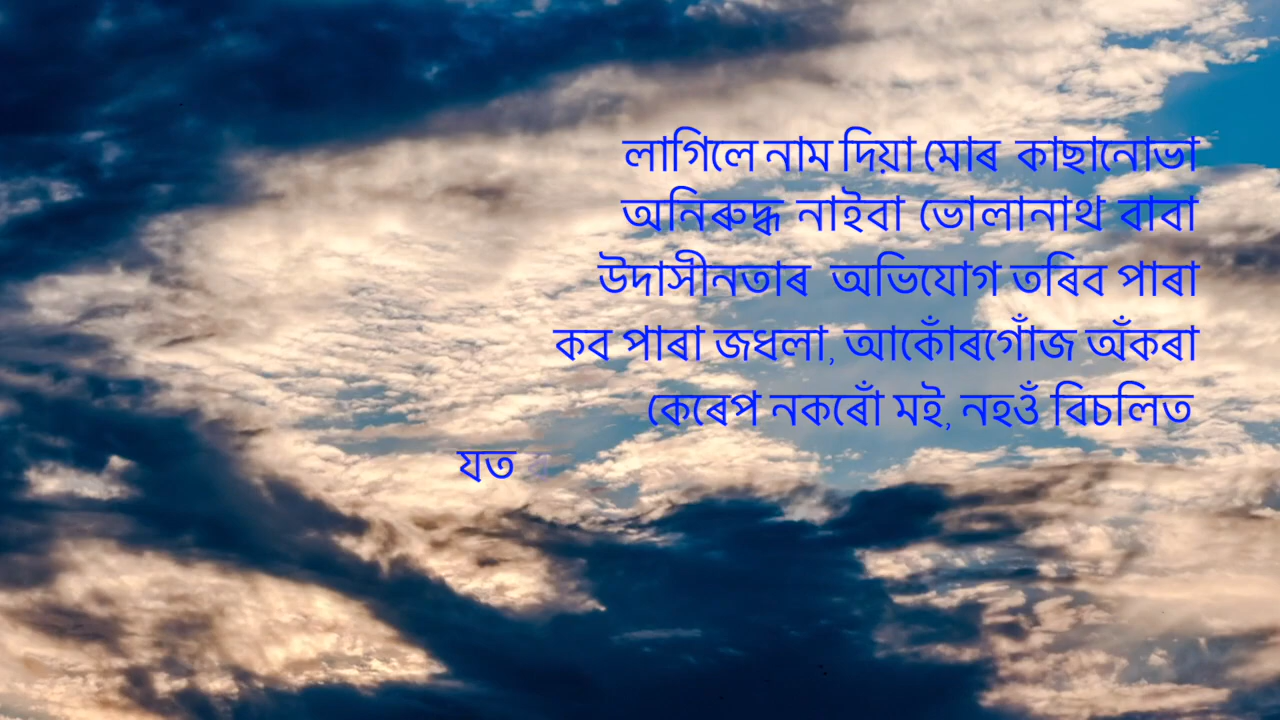 লাগিলে নাম দিয়া মোৰ কাছানোভা
অনিৰুদ্ধ নাইবা ভোলানাথ বাবা
উদাসীনতাৰ অভিযোগ তৰিব পাৰা
কব পাৰা জধলা, আকোঁৰগোঁজ অঁকৰা
কেৰেপ নকৰোঁ মই, নহওঁ বিচলিত
যত